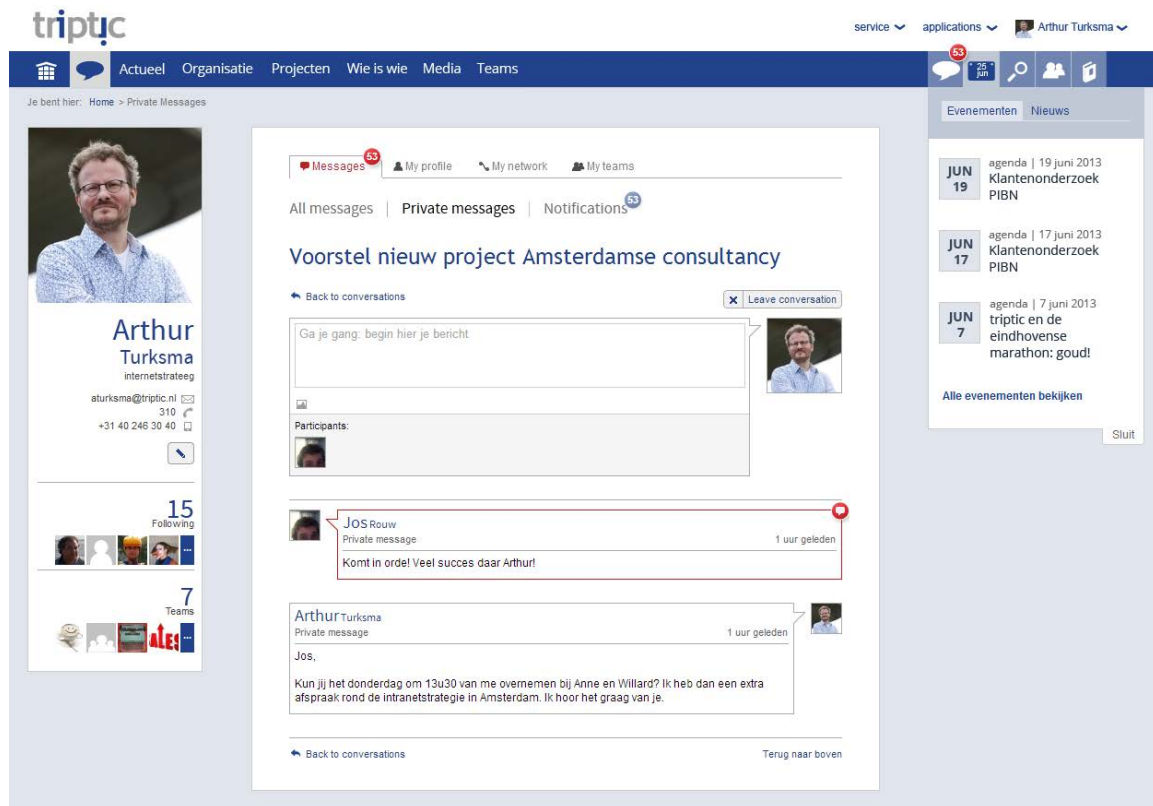 triptic
service applications Arthur Turksma
Actueel Organisatie Projecten Wie is wie Media Teams
53
25 jun
Je bent hier: Home > Private Messages
Evenementen Nieuws
Messages 53 My profile My network My teams
All messages | Private messages | Notifications 53
Voorstel nieuw project Amsterdamse consultancy
Back to conversations
Leave conversation
Ga je gang: begin hier je bericht
Participants:
Arthur
Turksma
internetstrateeg
aturksma@triptic.nl
310
+31 40 246 30 40
15
Following
...
7
Teams
ALES
...
Jos Rouw
Private message 1 uur geleden
Komt in orde! Veel succes daar Arthur!
Arthur Turksma
Private message 1 uur geleden
Jos,
Kun jij het donderdag om 13u30 van me overnemen bij Anne en Willard? Ik heb dan een extra
afspraak rond de intranetstrategie in Amsterdam. Ik hoor het graag van je.
Back to conversations Terug naar boven
JUN
19
agenda | 19 juni 2013
Klantenonderzoek
PIBN
JUN
17
agenda | 17 juni 2013
Klantenonderzoek
PIBN
JUN
7
agenda | 7 juni 2013
triptic en de
eindhovense
marathon: goud!
Alle evenementen bekijken
Sluit